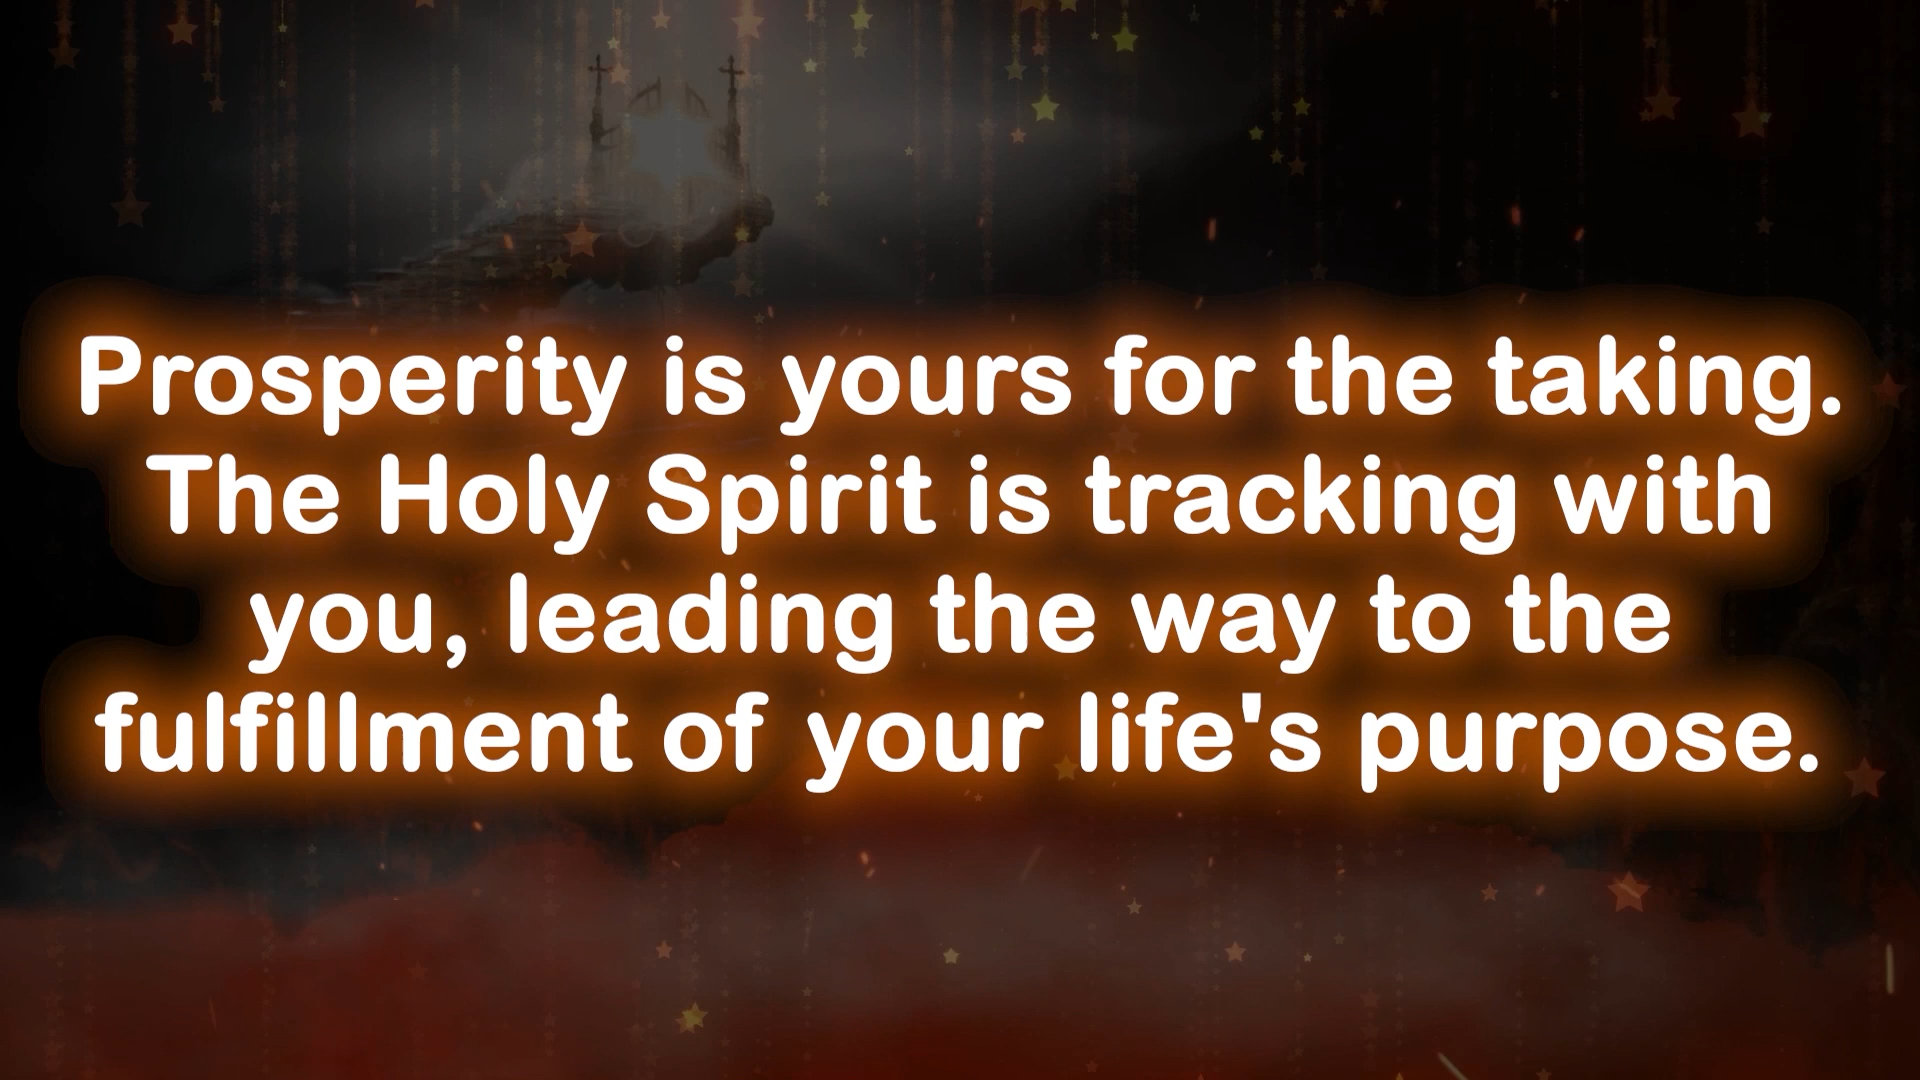 Prosperity is yours for the taking.
The Holy Spirit is tracking with
you, leading the way to the
fulfillment of your life's purpose.